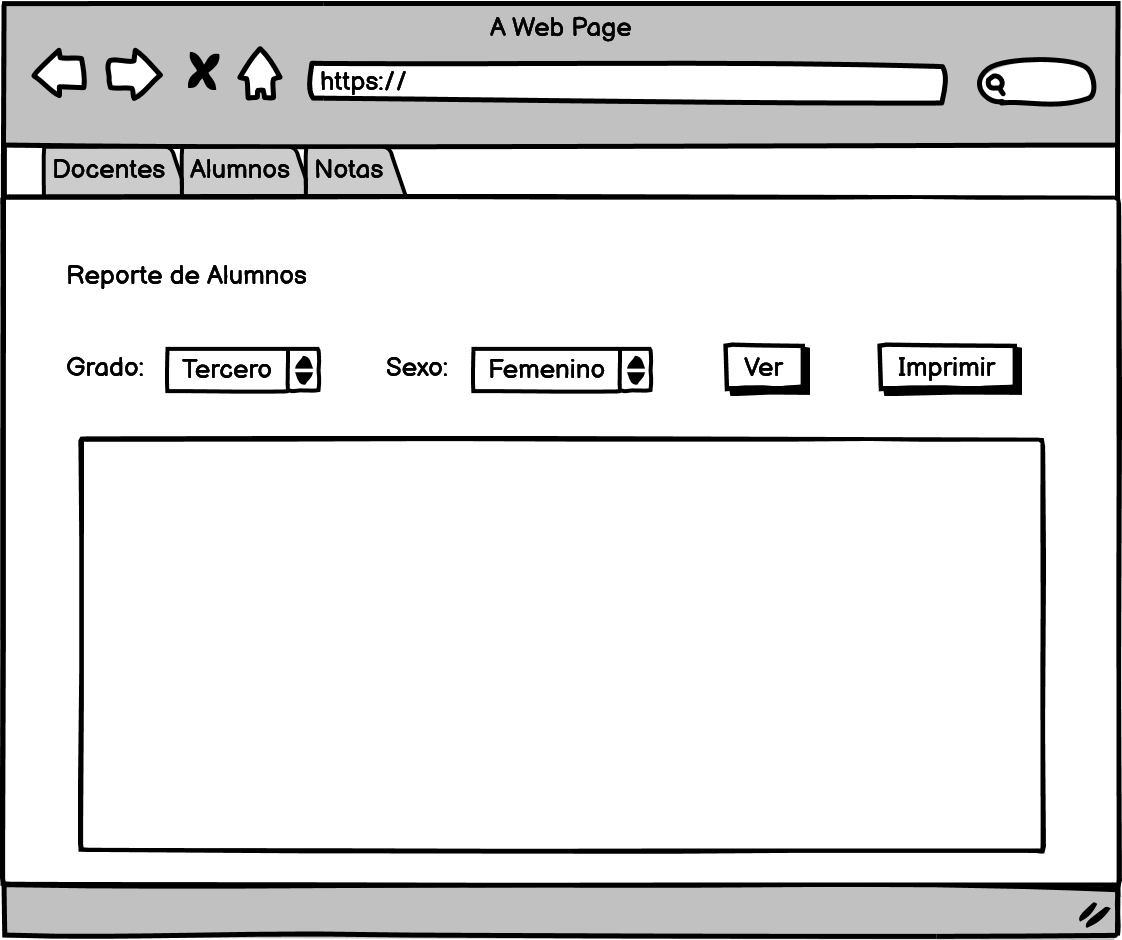 A Web Page
https://
Docentes Alumnos Notas
Reporte de Alumnos
Grado: Tercero Sexo: Femenino Ver Imprimir